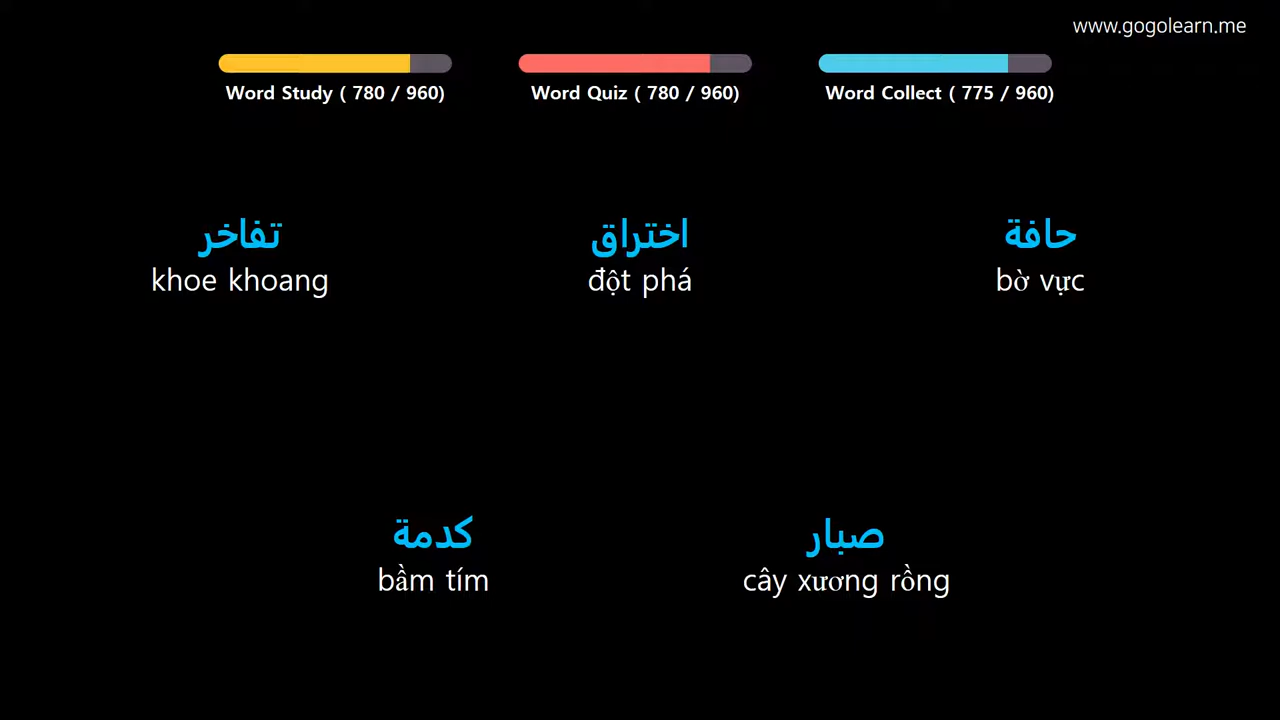 www.gogolearn.me
Word Study ( 780 / 960)
Word Quiz ( 780 / 960)
Word Collect ( 775 / 960)
تفاخر
khoe khoang
اختراق
đột phá
حافة
bờ vực
كدمة
bầm tím
صبار
cây xương rồng